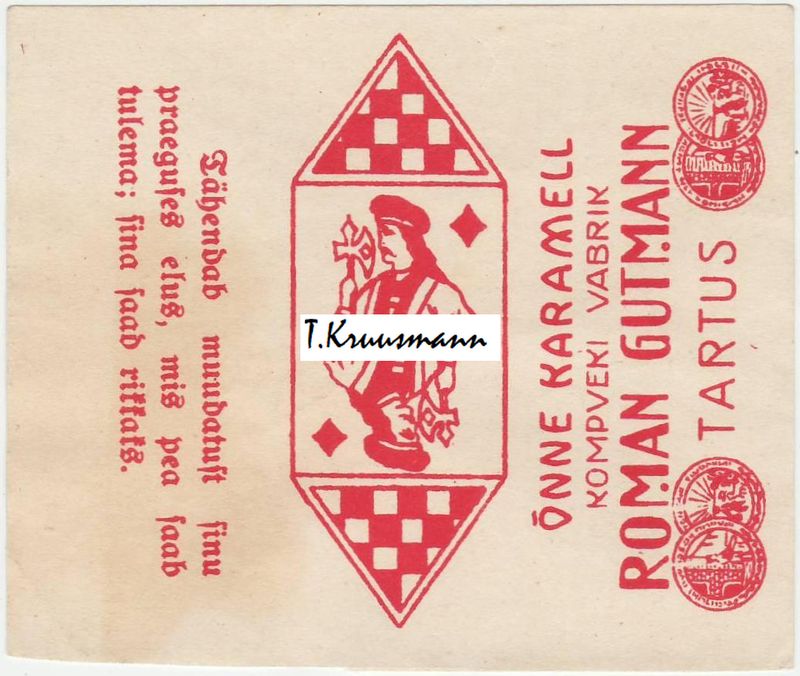 Tähendab muudatust sinu
praeguses elus, mis pea saab
tulema; sina saad rikkaks.
T.Kruusmann
ÕNNE KARAMELL
KOMPVEKI VABRIK
ROMAN GUTMANN
TARTUS